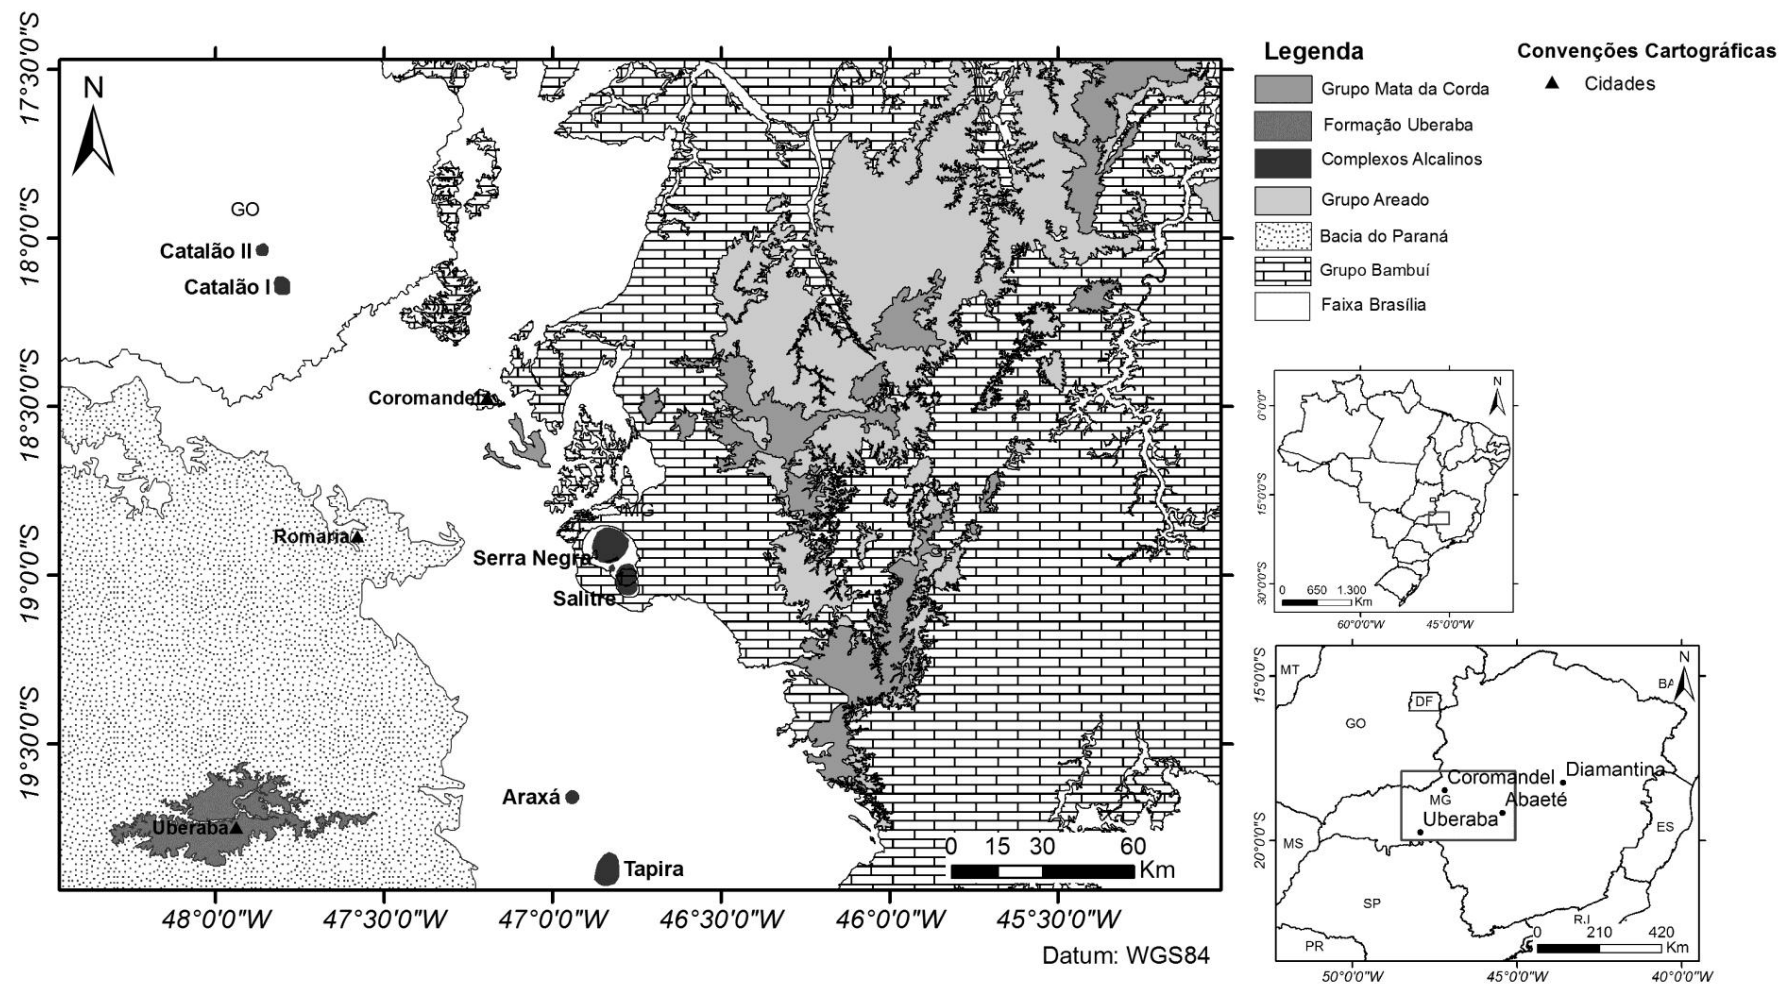 17°30'0"S
18°0'0"S
18°30'0"S
19°0'0"S
19°30'0"S
N
GO
Catalão II
Catalão I
Coromandel
MG
Romaria
Serra Negra
Salitre
Araxá
Uberaba
Tapira
0 15 30 60
Km
48°0'0"W 47°30'0"W 47°0'0"W 46°30'0"W 46°0'0"W 45°30'0"W
Datum: WGS84
Legenda
Grupo Mata da Corda
Formação Uberaba
Complexos Alcalinos
Grupo Areado
Bacia do Paraná
Grupo Bambuí
Faixa Brasília
Convenções Cartográficas
Cidades
N
0°0'0"
15°0'0"S
30°0'0"S
0 650 1.300
Km
60°0'0"W 45°0'0"W
15°0'0"S
20°0'0"S
N
MT
BA
DF
GO
Coromandel
Diamantina
MG
Abaeté
Uberaba
ES
MS
SP
RJ
PR
0 210 420
Km
50°0'0"W 45°0'0"W 40°0'0"W